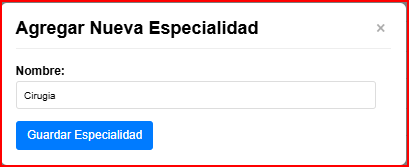 Agregar Nueva Especialidad ×
Nombre:
Cirugia
Guardar Especialidad